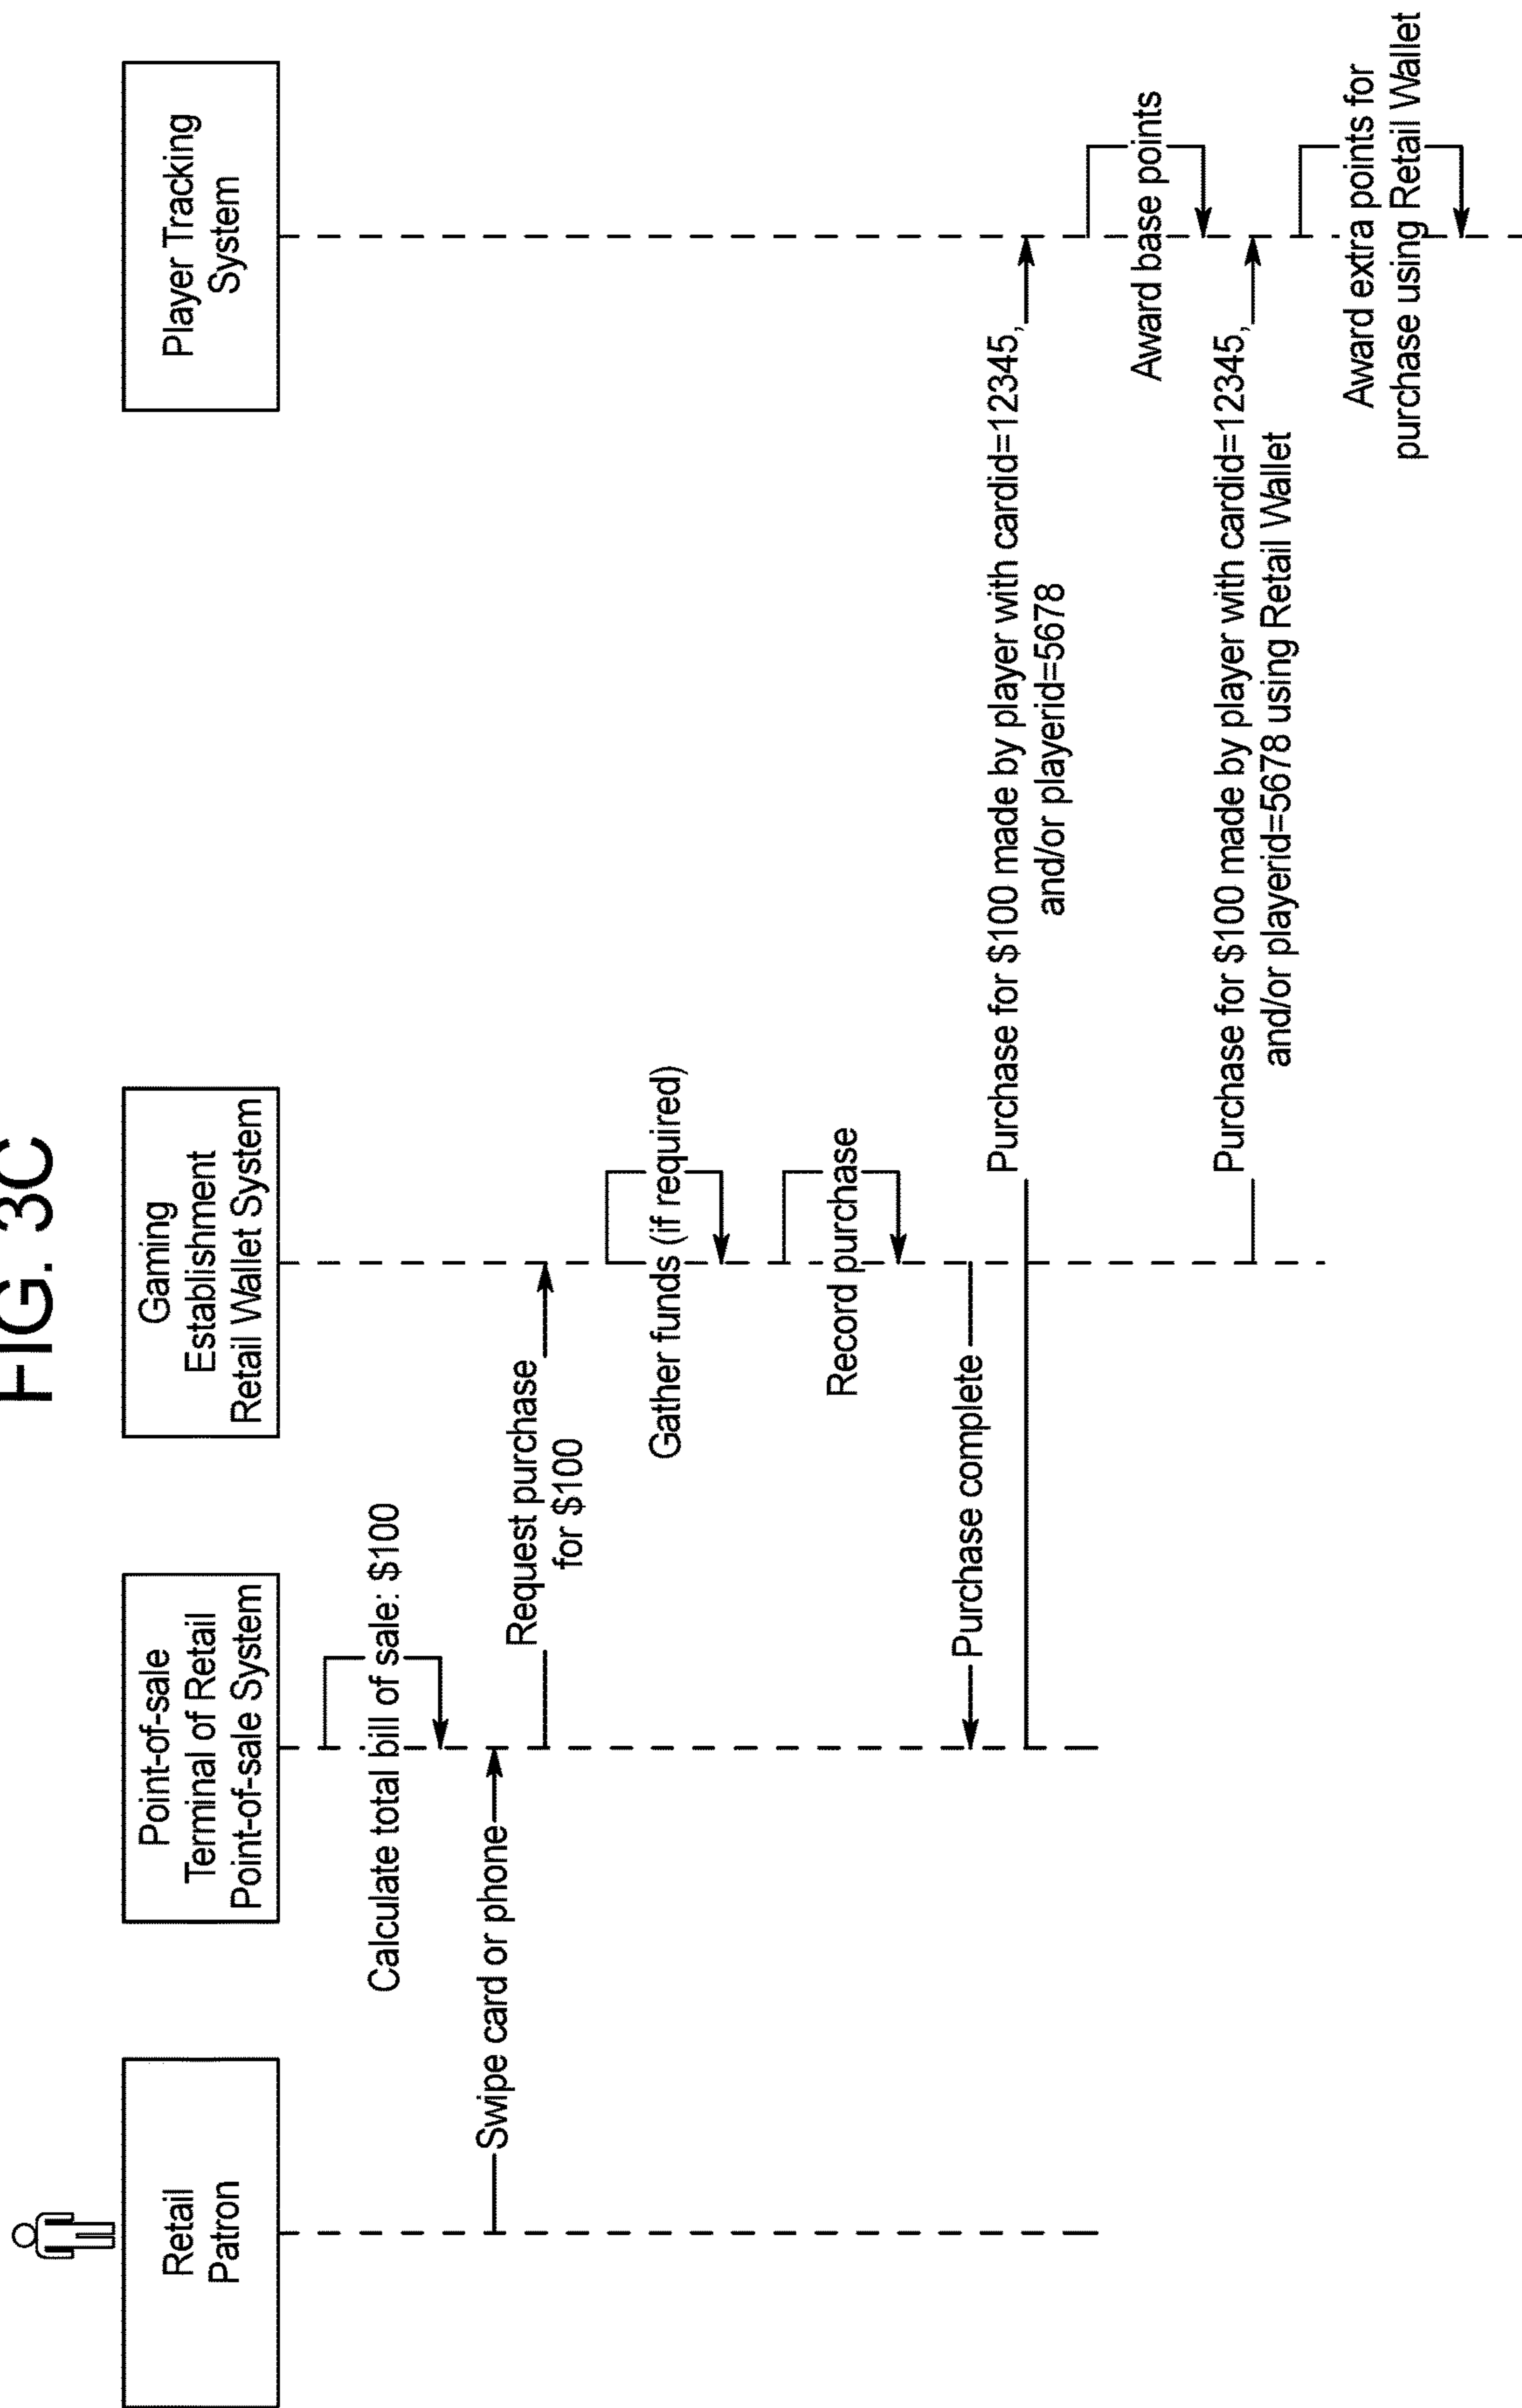 FIG. 3C
Retail
Patron
Point-of-sale
Terminal of Retail
Point-of-sale System
Gaming
Establishment
Retail Wallet System
Player Tracking
System
Calculate total bill of sale: $100
Swipe card or phone
Request purchase
for $100
Gather funds (if required)
Record purchase
Purchase complete
Purchase for $100 made by player with cardid=12345,
and/or playerid=5678
Award base points
Purchase for $100 made by player with cardid=12345,
and/or playerid=5678 using Retail Wallet
Award extra points for
purchase using Retail Wallet